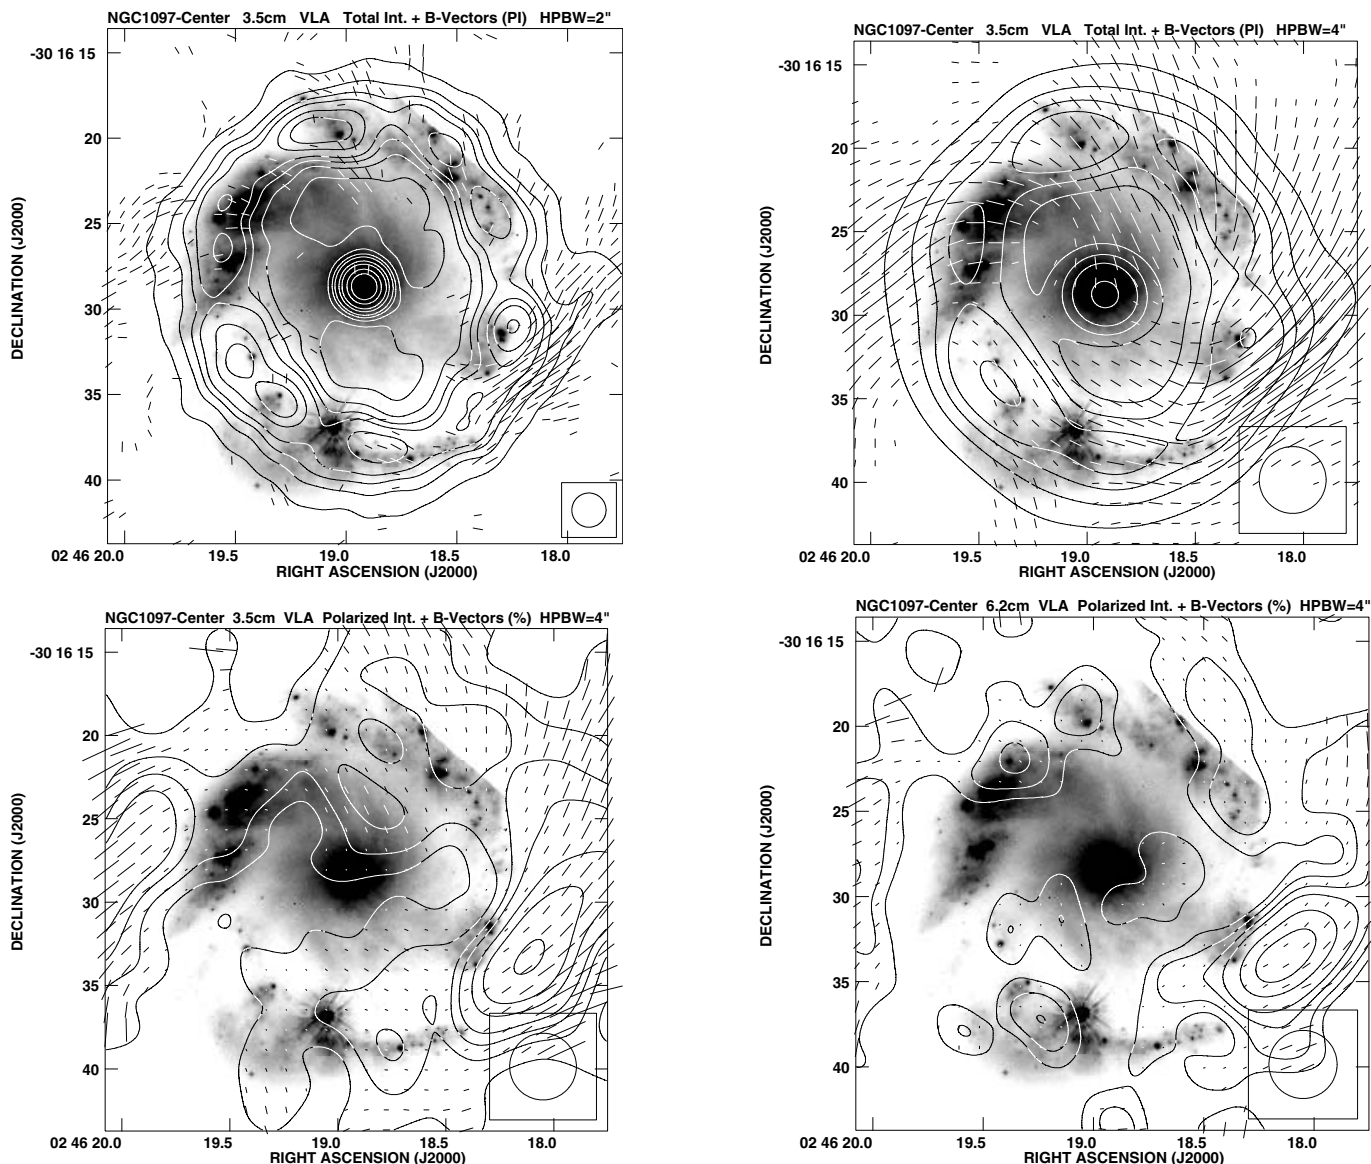 NGC1097-Center 3.5cm VLA Total Int. + B-Vectors (PI) HPBW=2"
-30 16 15
20
25
30
35
40
DECLINATION (J2000)
02 46 20.0 19.5 19.0 18.5 18.0
RIGHT ASCENSION (J2000)
NGC1097-Center 3.5cm VLA Total Int. + B-Vectors (PI) HPBW=4"
-30 16 15
20
25
30
35
40
DECLINATION (J2000)
02 46 20.0 19.5 19.0 18.5 18.0
RIGHT ASCENSION (J2000)
NGC1097-Center 3.5cm VLA Polarized Int. + B-Vectors (%) HPBW=4"
-30 16 15
20
25
30
35
40
DECLINATION (J2000)
02 46 20.0 19.5 19.0 18.5 18.0
RIGHT ASCENSION (J2000)
NGC1097-Center 6.2cm VLA Polarized Int. + B-Vectors (%) HPBW=4"
-30 16 15
20
25
30
35
40
DECLINATION (J2000)
02 46 20.0 19.5 19.0 18.5 18.0
RIGHT ASCENSION (J2000)